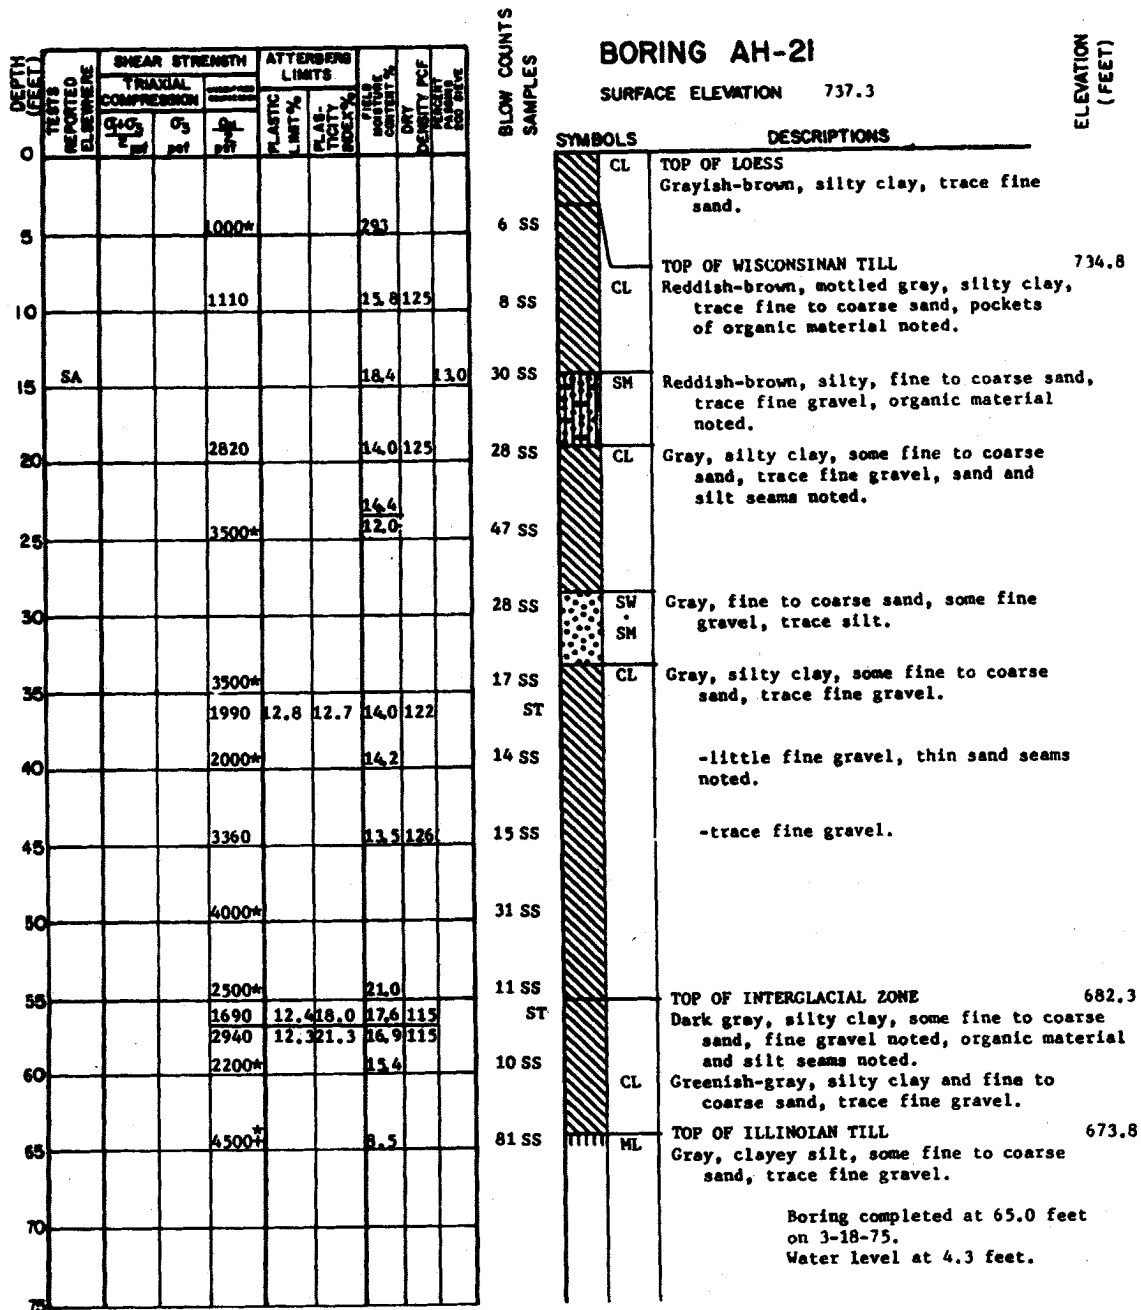 BORING AH-21
SURFACE ELEVATION 737.3
DEPTH (FEET)
TESTS REPORTED ELSEWHERE
SHEAR STRENGTH
TRIAXIAL COMPRESSION
psf
σ3 psf
ATTERBERG LIMITS
PLASTIC LIMIT %
PLAS-TICITY INDEX %
FIELD MOISTURE CONTENT %
DRY DENSITY PCF
PERCENT PASSING 200 SIEVE
BLOW COUNTS
SAMPLES
SYMBOLS
DESCRIPTIONS
ELEVATION (FEET)
0
CL TOP OF LOESS
Grayish-brown, silty clay, trace fine
sand.
1000* 293 6 SS
5
TOP OF WISCONSINAN TILL 734.8
CL Reddish-brown, mottled gray, silty clay,
1110 15.8 125 8 SS trace fine to coarse sand, pockets
10
of organic material noted.
SA 18.4 13.0 30 SS SM Reddish-brown, silty, fine to coarse sand,
15
trace fine gravel, organic material
noted.
2820 14.0 125 28 SS CL Gray, silty clay, some fine to coarse
20
sand, trace fine gravel, sand and
silt seams noted.
14.4
3500* 12.0 47 SS
25
28 SS SW Gray, fine to coarse sand, some fine
30
gravel, trace silt.
SM
3500* 17 SS CL Gray, silty clay, some fine to coarse
35
sand, trace fine gravel.
1990 12.8 12.7 14.0 122 ST
2000* 14.2 14 SS -little fine gravel, thin sand seams
40
noted.
3360 13.5 126 15 SS -trace fine gravel.
45
4000* 31 SS
50
2500* 21.0 11 SS
55
TOP OF INTERGLACIAL ZONE 682.3
1690 12.4 18.0 17.6 115 ST Dark gray, silty clay, some fine to coarse
2940 12.3 21.3 16.9 115 sand, fine gravel noted, organic material
2200* 15.4 10 SS and silt seams noted.
60
CL Greenish-gray, silty clay and fine to
coarse sand, trace fine gravel.
TOP OF ILLINOIAN TILL 673.8
4500+* 8.5 81 SS ML
65
Gray, clayey silt, some fine to coarse
sand, trace fine gravel.
Boring completed at 65.0 feet
on 3-18-75.
70
Water level at 4.3 feet.
75